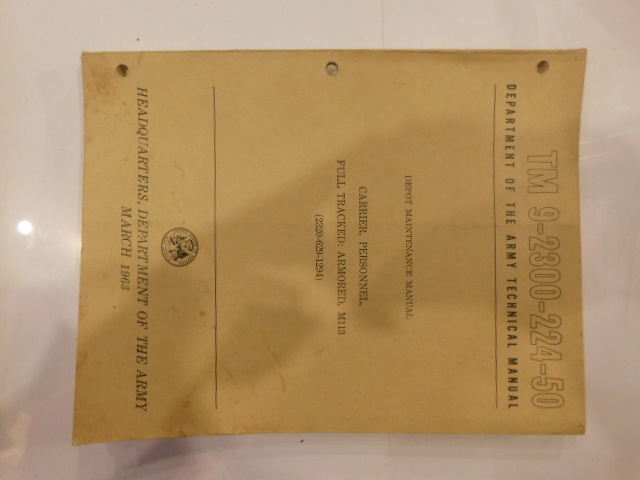 TM 9-2300-224-50
DEPARTMENT OF THE ARMY TECHNICAL MANUAL
DEPOT MAINTENANCE MANUAL
CARRIER, PERSONNEL,
FULL TRACKED: ARMORED, M113
(2320-629-1294)
HEADQUARTERS, DEPARTMENT OF THE ARMY
MARCH 1963